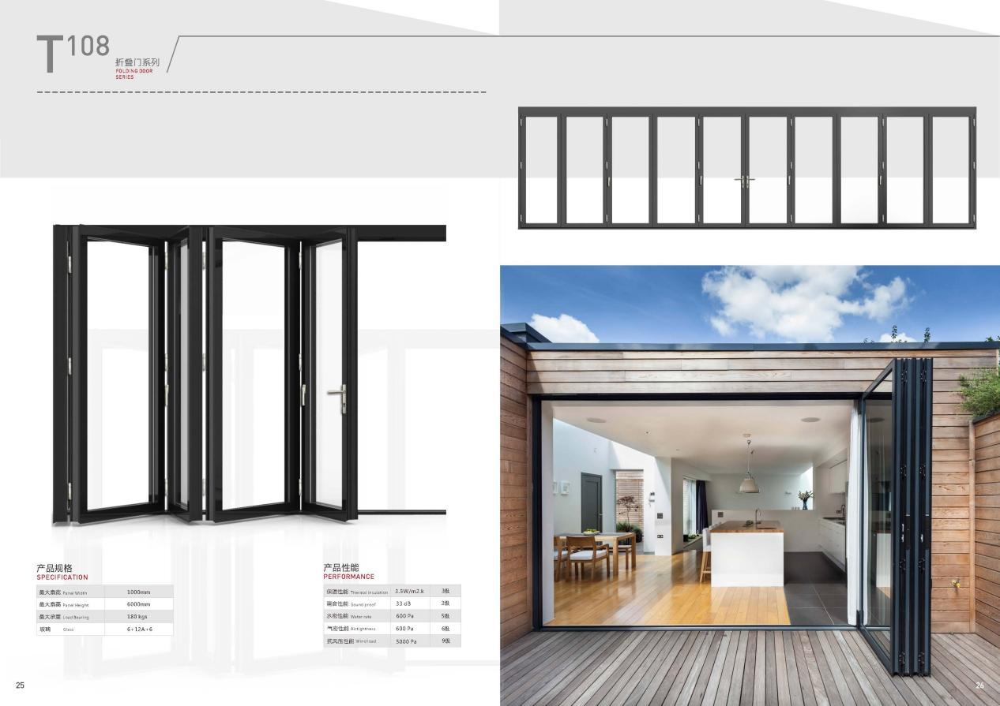 T108
折叠门系列
FOLDING DOOR
SERIES
产品规格
SPECIFICATION
最大扇宽 Panel Width 1000mm
最大扇高 Panel Height 6000mm
最大承重 Load Bearing 180 kgs
玻璃 Glass 6+12A+6
产品性能
PERFORMANCE
保温性能 Thermal insulation 3.5W/m2.k 3级
隔音性能 Sound proof 33 dB 3级
水密性能 Water rate 600 Pa 5级
气密性能 Airtightness 600 Pa 6级
抗风压性能 Wind load 5000 Pa 9级
25
26